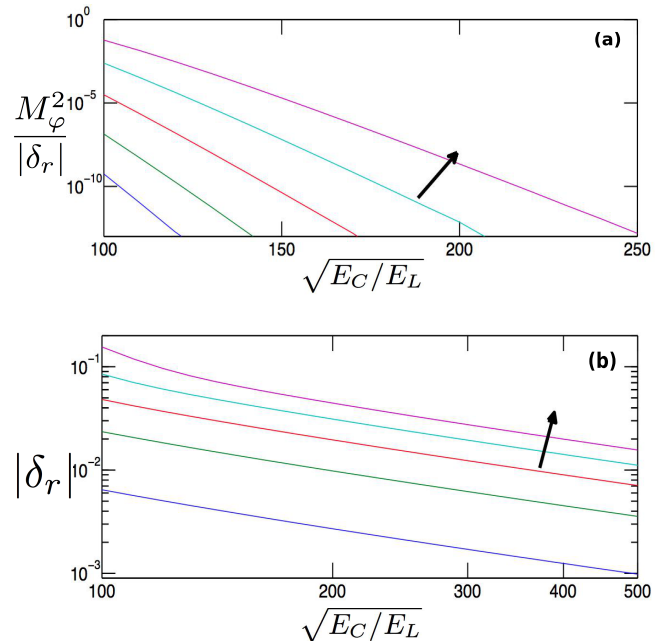 (a)
10^0
10^{-5}
10^{-10}
M_φ^2
|δ_r|
100 150 200 250
√E_C/E_L
(b)
10^{-1}
10^{-2}
10^{-3}
|δ_r|
100 200 300 400 500
√E_C/E_L